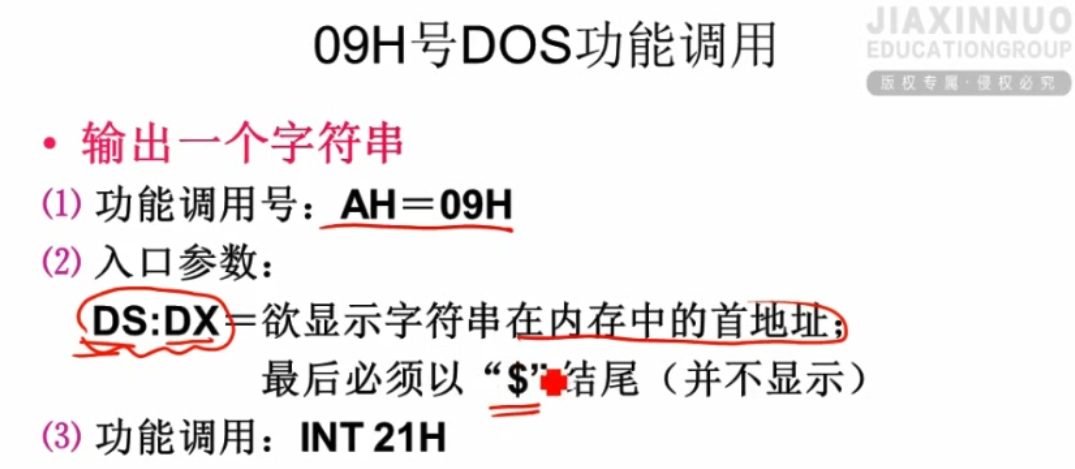 09H号DOS功能调用
JIAXINNUO
EDUCATIONGROUP
版权专属·侵权必究
• 输出一个字符串
⑴ 功能调用号：AH＝09H
⑵ 入口参数：
DS:DX＝欲显示字符串在内存中的首地址；
最后必须以“$”结尾（并不显示）
⑶ 功能调用：INT 21H